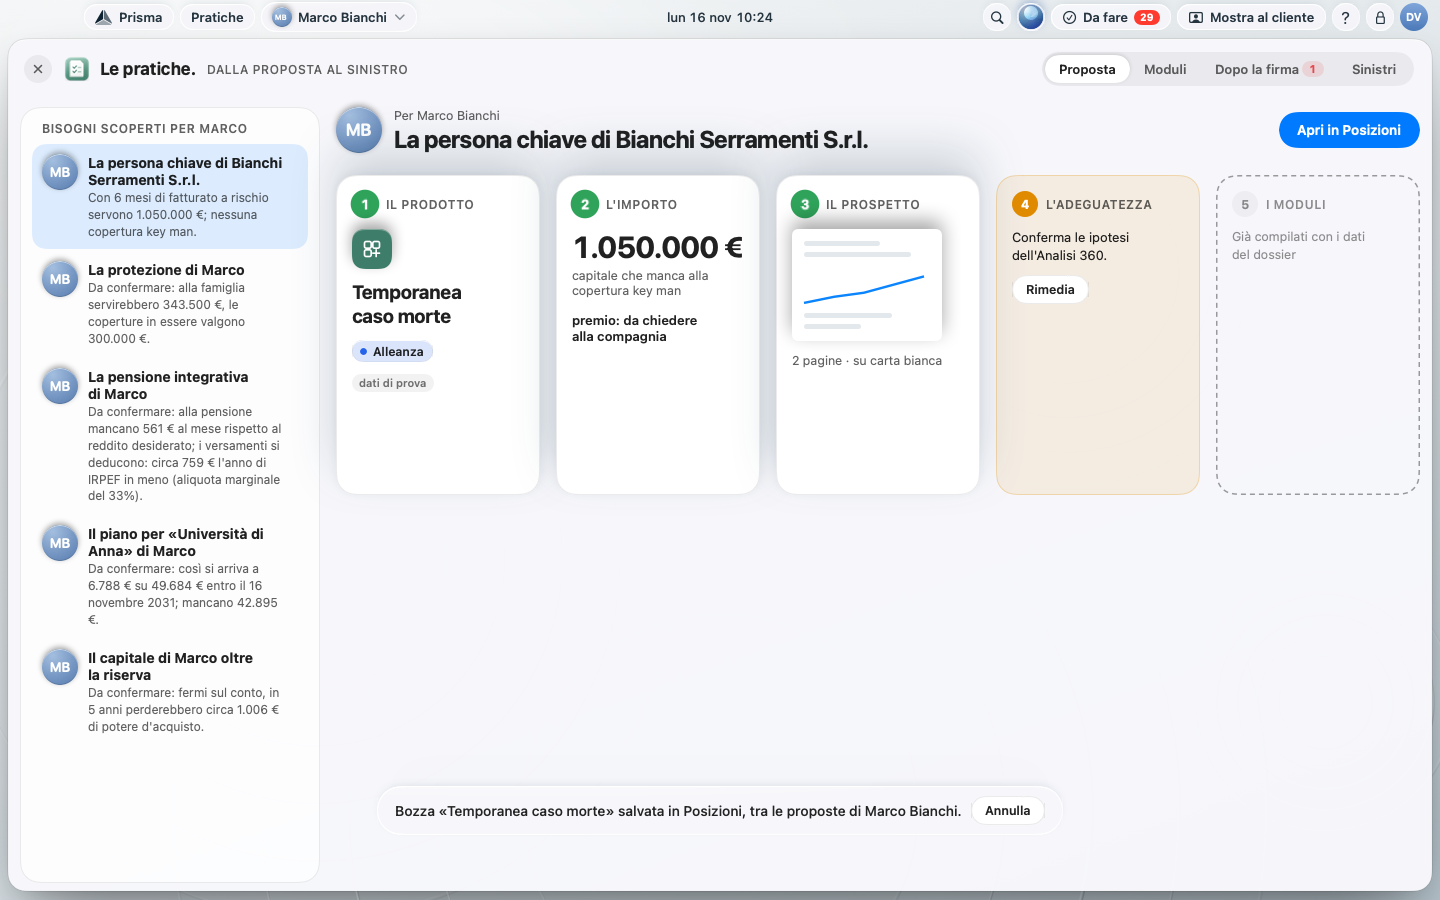 Prisma
Pratiche
MB Marco Bianchi
lun 16 nov 10:24
Da fare 29
Mostra al cliente
?
DV
Le pratiche. DALLA PROPOSTA AL SINISTRO
Proposta
Moduli
Dopo la firma 1
Sinistri
BISOGNI SCOPERTI PER MARCO
MB
La persona chiave di Bianchi
Serramenti S.r.l.
Con 6 mesi di fatturato a rischio
servono 1.050.000 €; nessuna
copertura key man.
MB
La protezione di Marco
Da confermare: alla famiglia
servirebbero 343.500 €, le
coperture in essere valgono
300.000 €.
MB
La pensione integrativa
di Marco
Da confermare: alla pensione
mancano 561 € al mese rispetto al
reddito desiderato; i versamenti si
deducono: circa 759 € l'anno di
IRPEF in meno (aliquota marginale
del 33%).
MB
Il piano per «Università di
Anna» di Marco
Da confermare: così si arriva a
6.788 € su 49.684 € entro il 16
novembre 2031; mancano 42.895
€.
MB
Il capitale di Marco oltre
la riserva
Da confermare: fermi sul conto, in
5 anni perderebbero circa 1.006 €
di potere d'acquisto.
MB
Per Marco Bianchi
La persona chiave di Bianchi Serramenti S.r.l.
Apri in Posizioni
1 IL PRODOTTO
Temporanea
caso morte
Alleanza
dati di prova
2 L'IMPORTO
1.050.000 €
capitale che manca alla
copertura key man
premio: da chiedere
alla compagnia
3 IL PROSPETTO
2 pagine · su carta bianca
4 L'ADEGUATEZZA
Conferma le ipotesi
dell'Analisi 360.
Rimedia
5 I MODULI
Già compilati con i dati
del dossier
Bozza «Temporanea caso morte» salvata in Posizioni, tra le proposte di Marco Bianchi.
Annulla